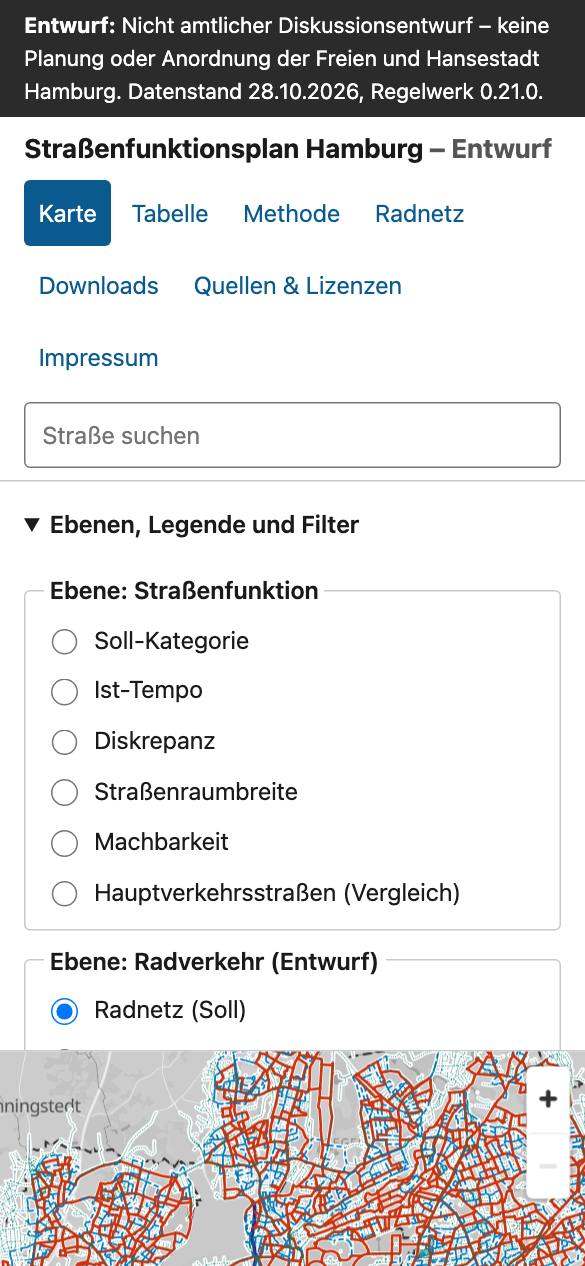 Entwurf: Nicht amtlicher Diskussionsentwurf – keine
Planung oder Anordnung der Freien und Hansestadt
Hamburg. Datenstand 28.10.2026, Regelwerk 0.21.0.
Straßenfunktionsplan Hamburg – Entwurf
Karte Tabelle Methode Radnetz
Downloads Quellen & Lizenzen
Impressum
Straße suchen
▼ Ebenen, Legende und Filter
Ebene: Straßenfunktion
Soll-Kategorie
Ist-Tempo
Diskrepanz
Straßenraumbreite
Machbarkeit
Hauptverkehrsstraßen (Vergleich)
Ebene: Radverkehr (Entwurf)
Radnetz (Soll)
+
ningstedt
−